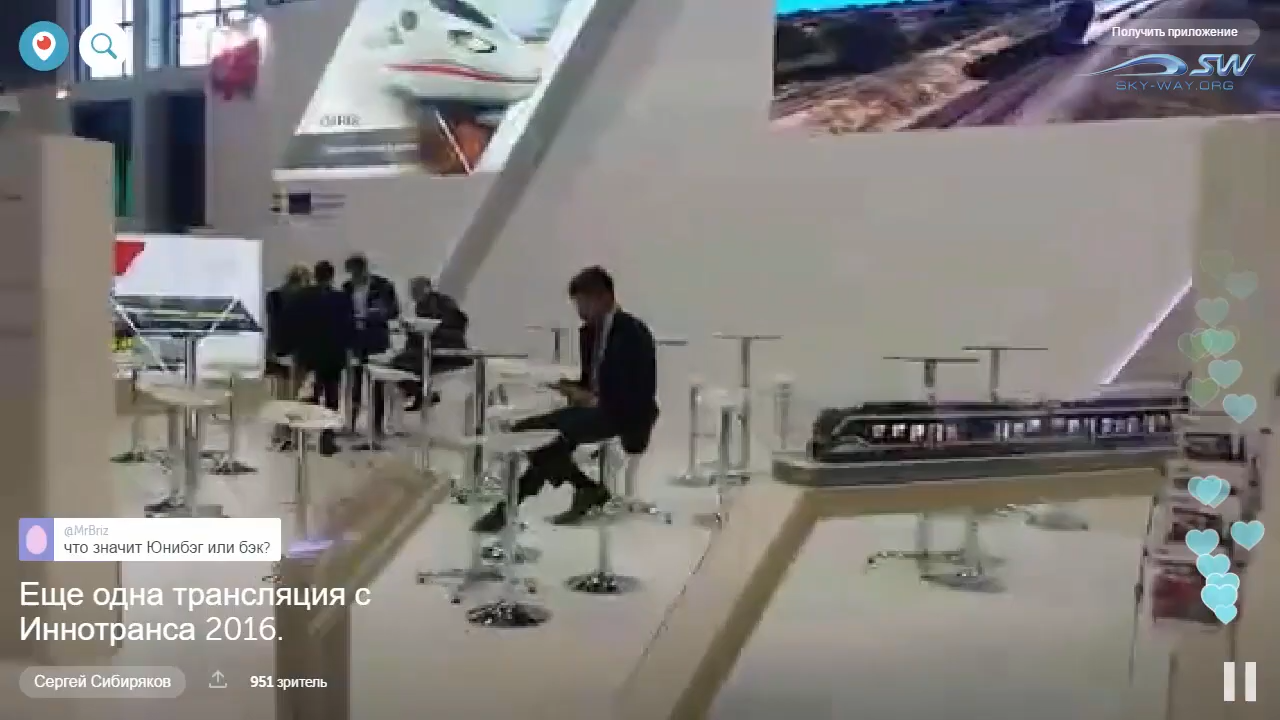 Получить приложение
SW
SKY-WAY.ORG
@MrBriz
что значит Юнибэг или бэк?
Еще одна трансляция с
Иннотранса 2016.
Сергей Сибиряков
951 зритель